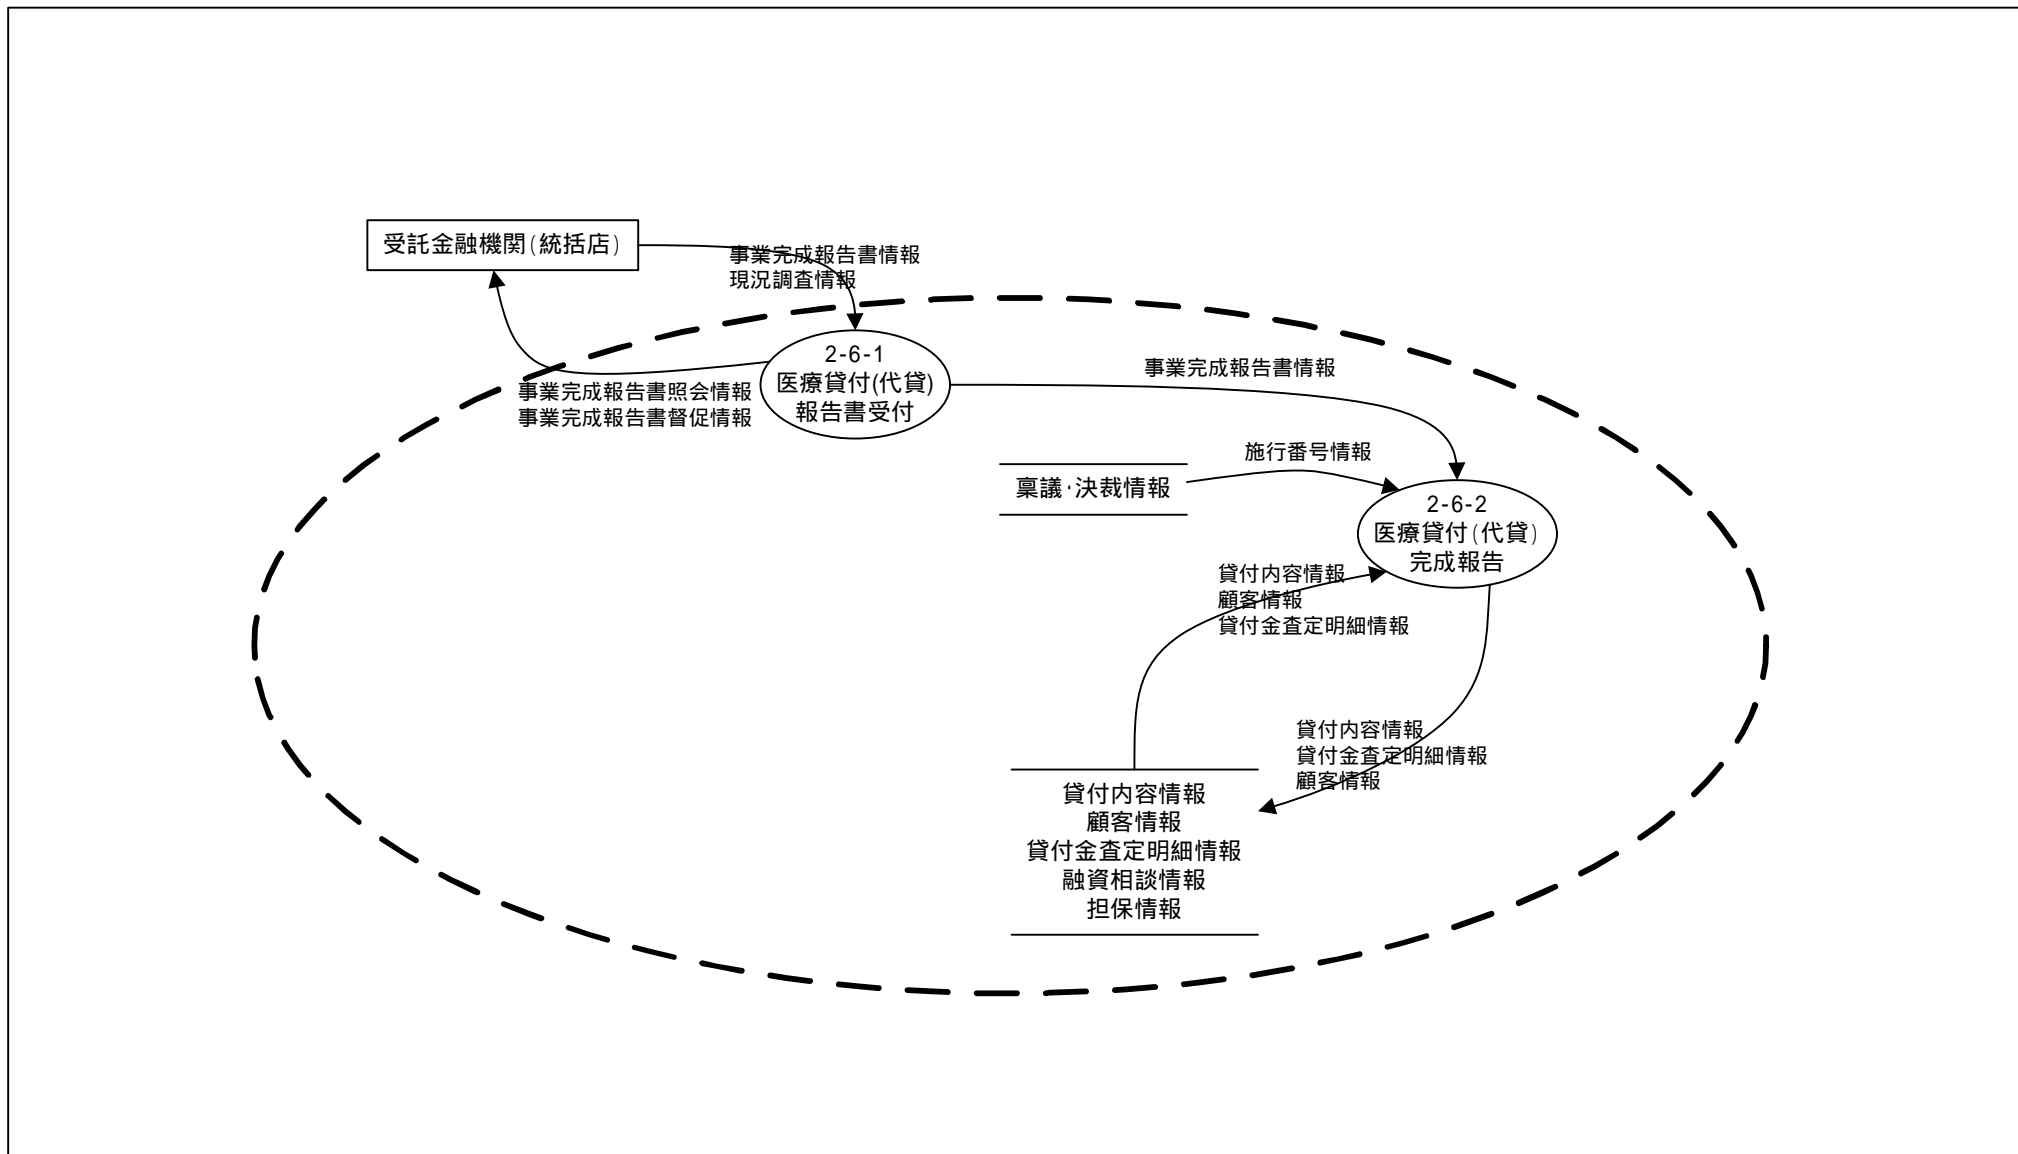 受託金融機関(統括店)
事業完成報告書情報
現況調査情報
2-6-1
医療貸付(代貸)
報告書受付
事業完成報告書照会情報
事業完成報告書督促情報
事業完成報告書情報
施行番号情報
稟議・決裁情報
2-6-2
医療貸付(代貸)
完成報告
貸付内容情報
顧客情報
貸付金査定明細情報
貸付内容情報
貸付金査定明細情報
顧客情報
貸付内容情報
顧客情報
貸付金査定明細情報
融資相談情報
担保情報